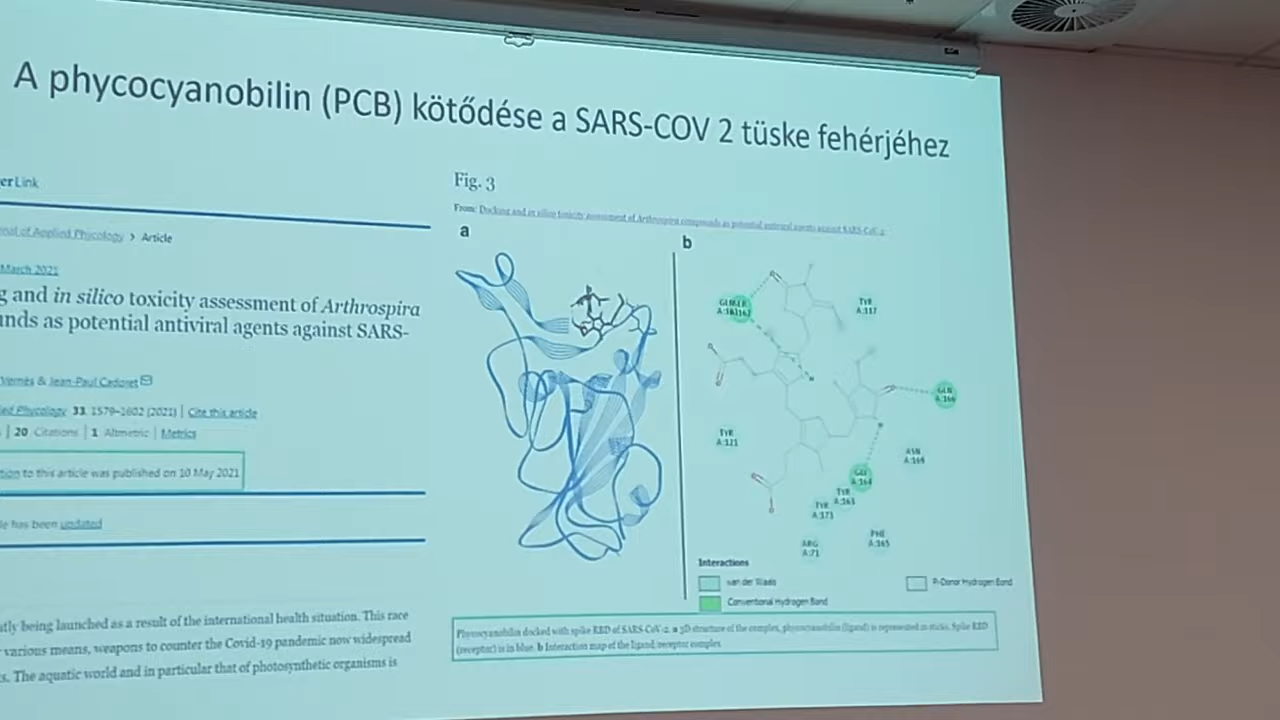 A phycocyanobilin (PCB) kötődése a SARS-COV 2 tüske fehérjéhez
erLink
nal of Applied Phycology > Article
March 2021
g and in silico toxicity assessment of Arthrospira
unds as potential antiviral agents against SARS-
& Jean-Paul Cadoret
ied Phycology 33, 1579–1602 (2021) | Cite this article
| 20 Citations | 1 Altmetric | Metrics
tion to this article was published on 10 May 2021
le has been updated
tly being launched as a result of the international health situation. This race
various means, weapons to counter the Covid-19 pandemic now widespread
s. The aquatic world and in particular that of photosynthetic organisms is
Fig. 3
From: Docking and in silico toxicity assessment of Arthrospira compounds as potential antiviral agents against SARS-CoV-2
a
b
TYR
A:117
GLN
A:166
TYR
A:121
ASN
A:169
GLY
A:164
TYR
A:163
TYR
A:173
ARG
A:71
PHE
A:165
Interactions
van der Waals
Conventional Hydrogen Bond
Pi-Donor Hydrogen Bond
Phycocyanobilin docked with spike RBD of SARS-CoV-2. a 3D structure of the complex, phycocyanobilin (ligand) is represented in sticks. Spike RBD
(receptor) is in blue. b Interaction map of the ligand/receptor complex